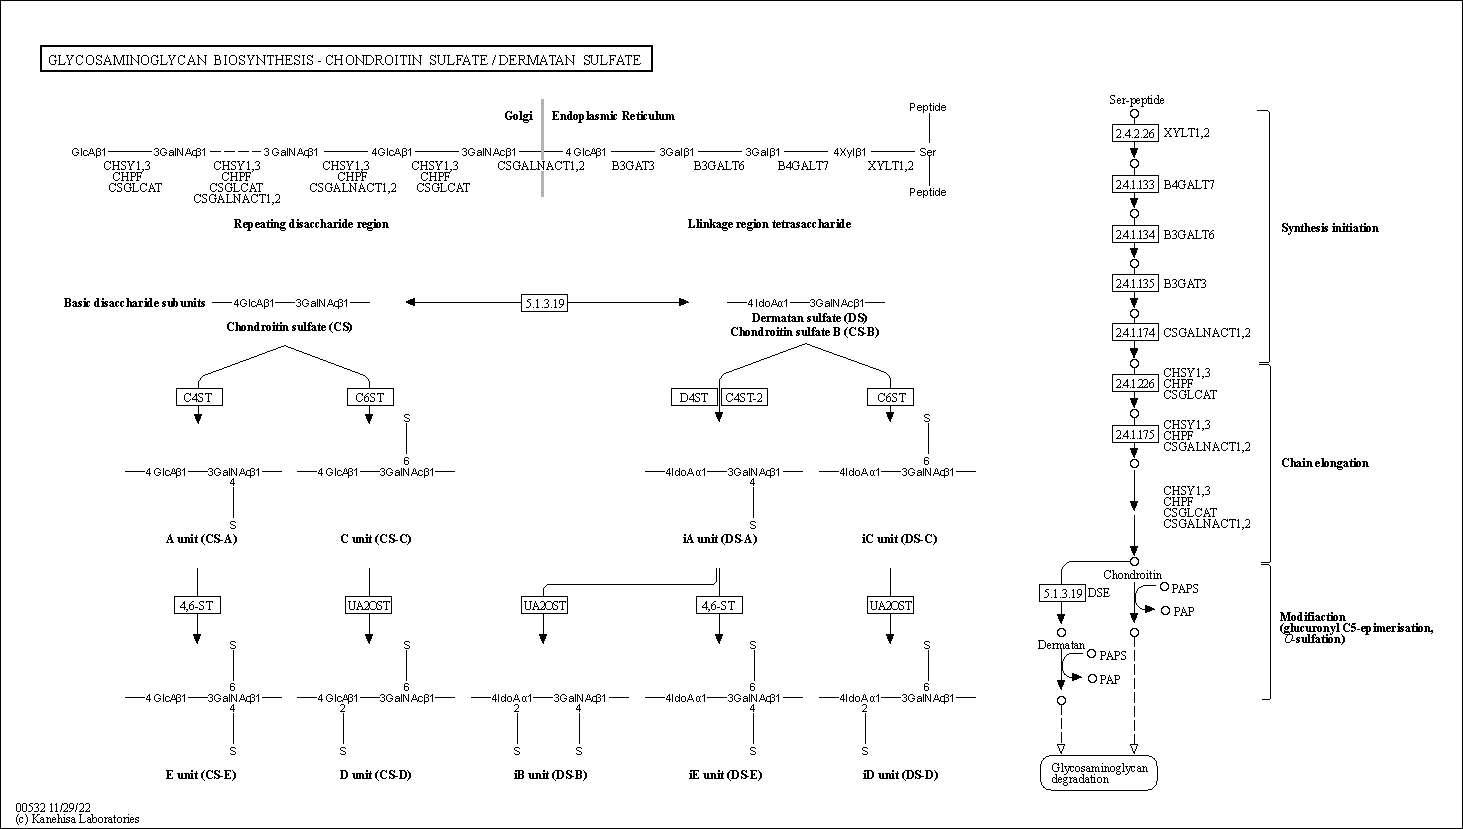 GLYCOSAMINOGLYCAN BIOSYNTHESIS - CHONDROITIN SULFATE / DERMATAN SULFATE
Golgi Endoplasmic Reticulum
Peptide
GlcAβ1 3GalNAcβ1 3GalNAcβ1 4GlcAβ1 3GalNAcβ1 4GlcAβ1 3Galβ1 3Galβ1 4Xylβ1 Ser
CHSY1,3 CHSY1,3 CHSY1,3 CHSY1,3 CSGALNACT1,2 B3GAT3 B3GALT6 B4GALT7 XYLT1,2
CHPF CHPF CHPF CHPF
CSGLCAT CSGLCAT CSGALNACT1,2 CSGLCAT
CSGALNACT1,2
Peptide
Repeating disaccharide region Llinkage region tetrasaccharide
Basic disaccharide subunits 4GlcAβ1 3GalNAcβ1 5.1.3.19 4IdoAα1 3GalNAcβ1
Chondroitin sulfate (CS)
Dermatan sulfate (DS)
Chondroitin sulfate B (CS-B)
C4ST C6ST D4ST C4ST-2 C6ST
S S
6 6
4GlcAβ1 3GalNAcβ1 4GlcAβ1 3GalNAcβ1 4IdoAα1 3GalNAcβ1 4IdoAα1 3GalNAcβ1
4 4
S S
A unit (CS-A) C unit (CS-C) iA unit (DS-A) iC unit (DS-C)
4,6-ST UA2OST UA2OST 4,6-ST UA2OST
S S S S
6 6 6 6
4GlcAβ1 3GalNAcβ1 4GlcAβ1 3GalNAcβ1 4IdoAα1 3GalNAcβ1 4IdoAα1 3GalNAcβ1 4IdoAα1 3GalNAcβ1
4 2 2 4 4 2
S S S S S S
E unit (CS-E) D unit (CS-D) iB unit (DS-B) iE unit (DS-E) iD unit (DS-D)
Ser-peptide
2.4.2.26 XYLT1,2
2.4.1.133 B4GALT7
2.4.1.134 B3GALT6
2.4.1.135 B3GAT3
2.4.1.174 CSGALNACT1,2
Synthesis initiation
CHSY1,3
2.4.1.226 CHPF
CSGLCAT
CHSY1,3
2.4.1.175 CHPF
CSGALNACT1,2
Chain elongation
CHSY1,3
CHPF
CSGLCAT
CSGALNACT1,2
Chondroitin
5.1.3.19 DSE PAPS
PAP
Modifiaction
(glucuronyl C5-epimerisation,
O-sulfation)
Dermatan
PAPS
PAP
Glycosaminoglycan
degradation
00532 11/29/22
(c) Kanehisa Laboratories